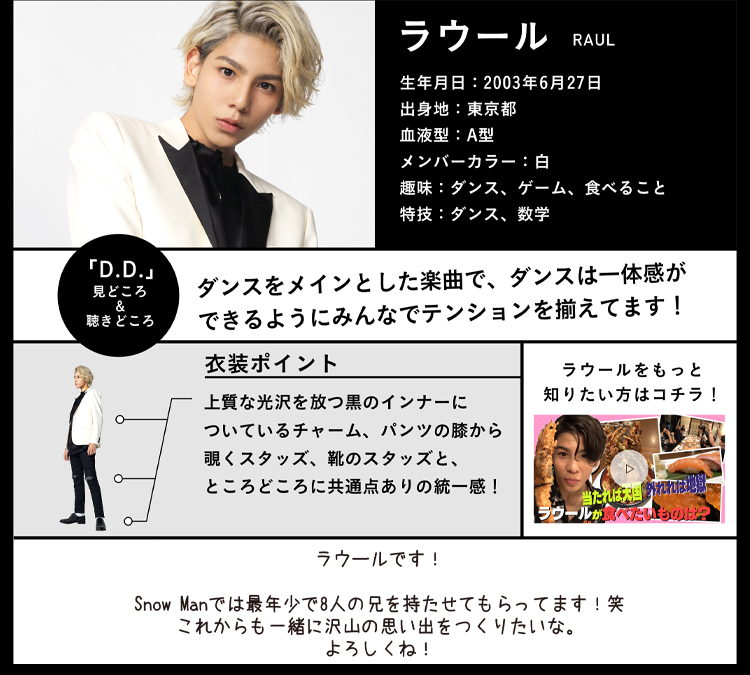 ラウール RAUL
生年月日：2003年6月27日
出身地：東京都
血液型：A型
メンバーカラー：白
趣味：ダンス、ゲーム、食べること
特技：ダンス、数学
「D.D.」
見どころ
&
聴きどころ
ダンスをメインとした楽曲で、ダンスは一体感が
できるようにみんなでテンションを揃えてます！
衣装ポイント
上質な光沢を放つ黒のインナーに
ついているチャーム、パンツの膝から
覗くスタッズ、靴のスタッズと、
ところどころに共通点ありの統一感！
ラウールをもっと
知りたい方はコチラ！
当たれば天国 外れれば地獄
ラウールが食べたいものは？
ラウールです！
Snow Manでは最年少で8人の兄を持たせてもらってます！笑
これからも一緒に沢山の思い出をつくりたいな。
よろしくね！